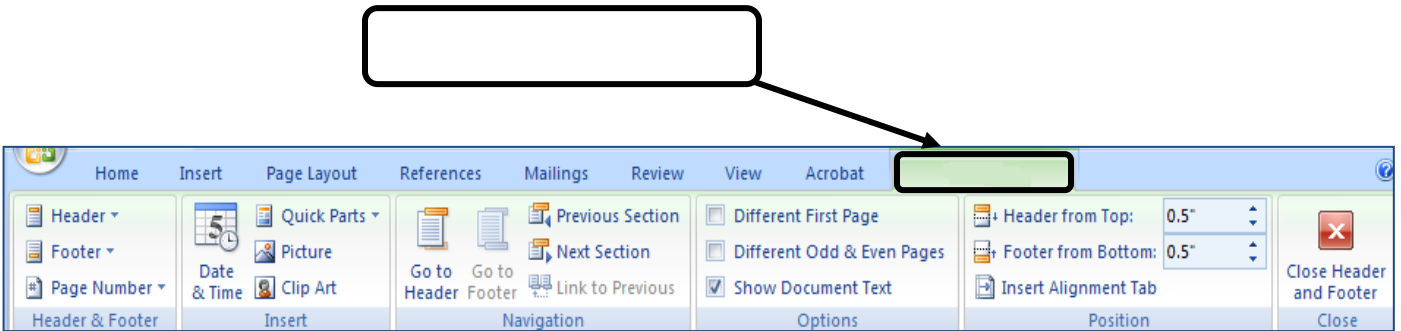 Home Insert Page Layout References Mailings Review View Acrobat
Header
Footer
Page Number
Header & Footer
5
Date
& Time
Quick Parts
Picture
Clip Art
Insert
Go to
Header
Go to
Footer
Previous Section
Next Section
Link to Previous
Navigation
Different First Page
Different Odd & Even Pages
Show Document Text
Options
Header from Top: 0.5"
Footer from Bottom: 0.5"
Insert Alignment Tab
Position
Close Header
and Footer
Close